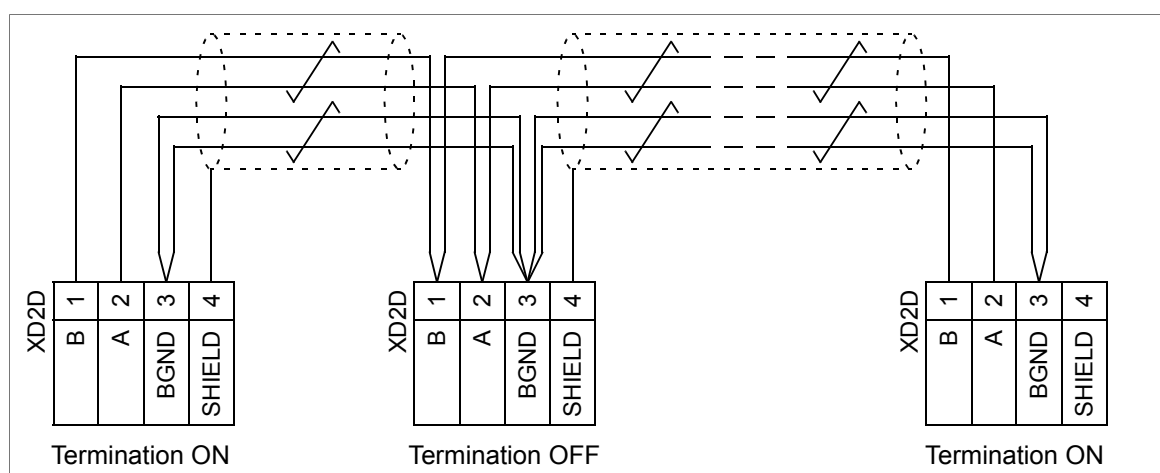 XD2D
1 2 3 4
B A BGND SHIELD
Termination ON
XD2D
1 2 3 4
B A BGND SHIELD
Termination OFF
XD2D
1 2 3 4
B A BGND SHIELD
Termination ON